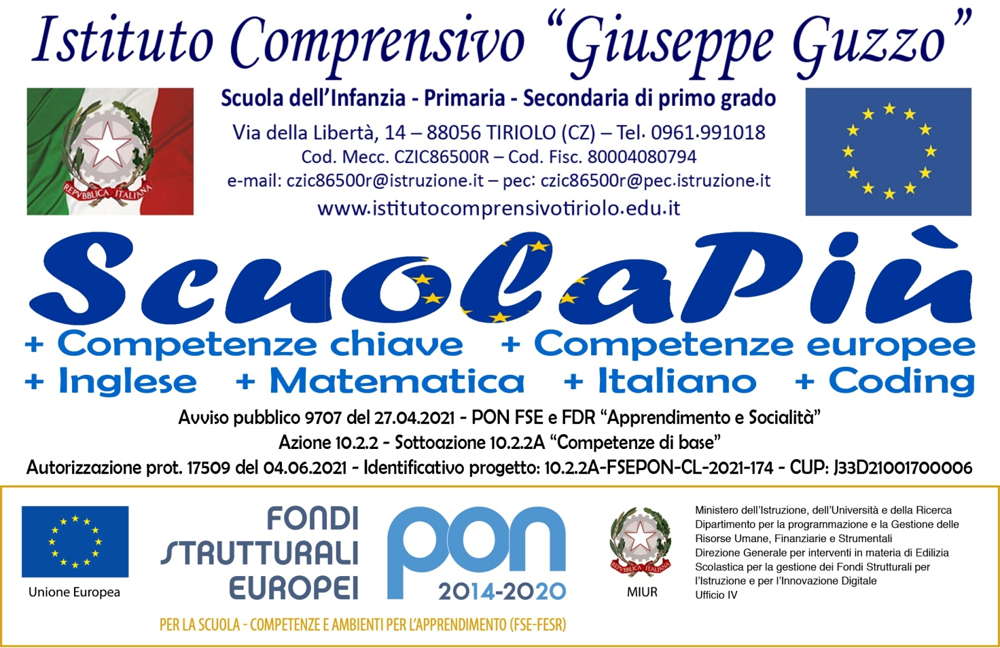 Istituto Comprensivo “Giuseppe Guzzo”
Scuola dell’Infanzia - Primaria - Secondaria di primo grado
Via della Libertà, 14 – 88056 TIRIOLO (CZ) – Tel. 0961.991018
Cod. Mecc. CZIC86500R – Cod. Fisc. 80004080794
e-mail: czic86500r@istruzione.it – pec: czic86500r@pec.istruzione.it
www.istitutocomprensivotiriolo.edu.it
REPVBBLICA ITALIANA
ScuolaPiù
+ Competenze chiave + Competenze europee
+ Inglese + Matematica + Italiano + Coding
Avviso pubblico 9707 del 27.04.2021 - PON FSE e FDR “Apprendimento e Socialità”
Azione 10.2.2 - Sottoazione 10.2.2A “Competenze di base”
Autorizzazione prot. 17509 del 04.06.2021 - Identificativo progetto: 10.2.2A-FSEPON-CL-2021-174 - CUP: J33D21001700006
Unione Europea
FONDI
STRUTTURALI
EUROPEI
pon
2014-2020
PER LA SCUOLA - COMPETENZE E AMBIENTI PER L’APPRENDIMENTO (FSE-FESR)
REPVBBLICA ITALIANA
MIUR
Ministero dell’Istruzione, dell’Università e della Ricerca
Dipartimento per la programmazione e la Gestione delle
Risorse Umane, Finanziarie e Strumentali
Direzione Generale per interventi in materia di Edilizia
Scolastica per la gestione dei Fondi Strutturali per
l’Istruzione e per l’Innovazione Digitale
Ufficio IV